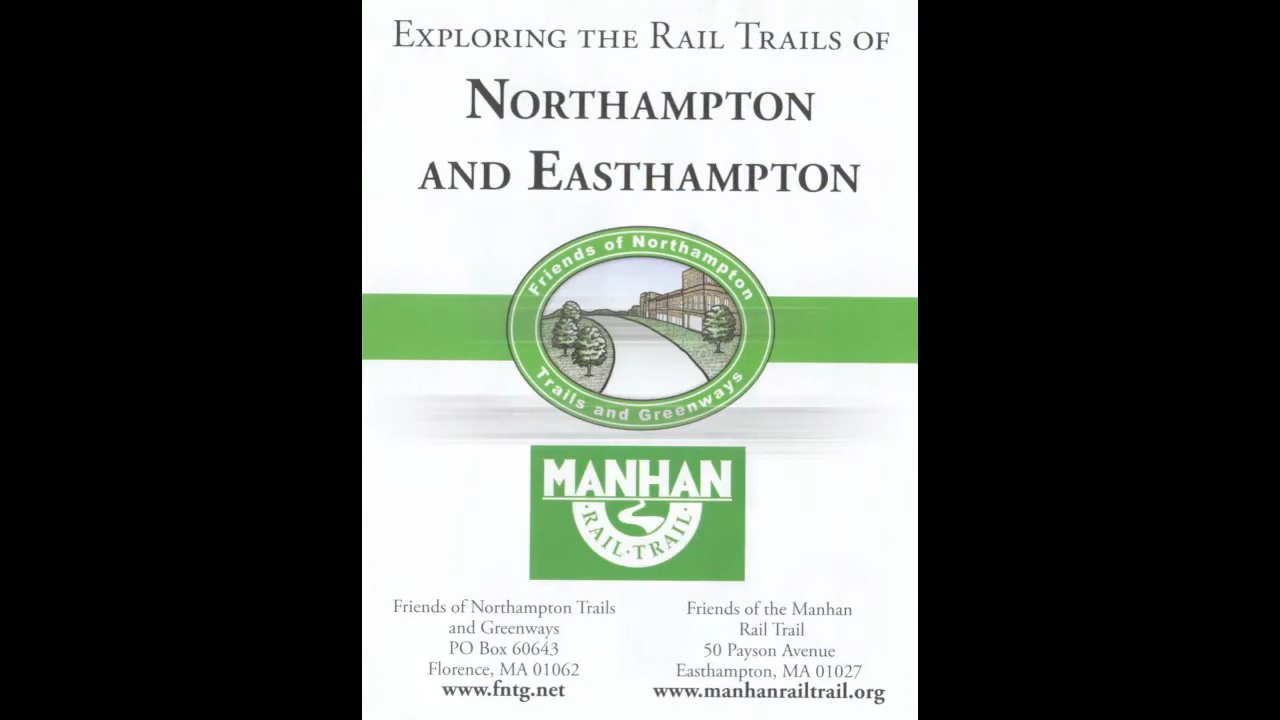 Exploring the Rail Trails of
Northampton
and Easthampton
Friends of Northampton
Trails and Greenways
MANHAN
RAIL·TRAIL
Friends of Northampton Trails
and Greenways
PO Box 60643
Florence, MA 01062
www.fntg.net
Friends of the Manhan
Rail Trail
50 Payson Avenue
Easthampton, MA 01027
www.manhanrailtrail.org